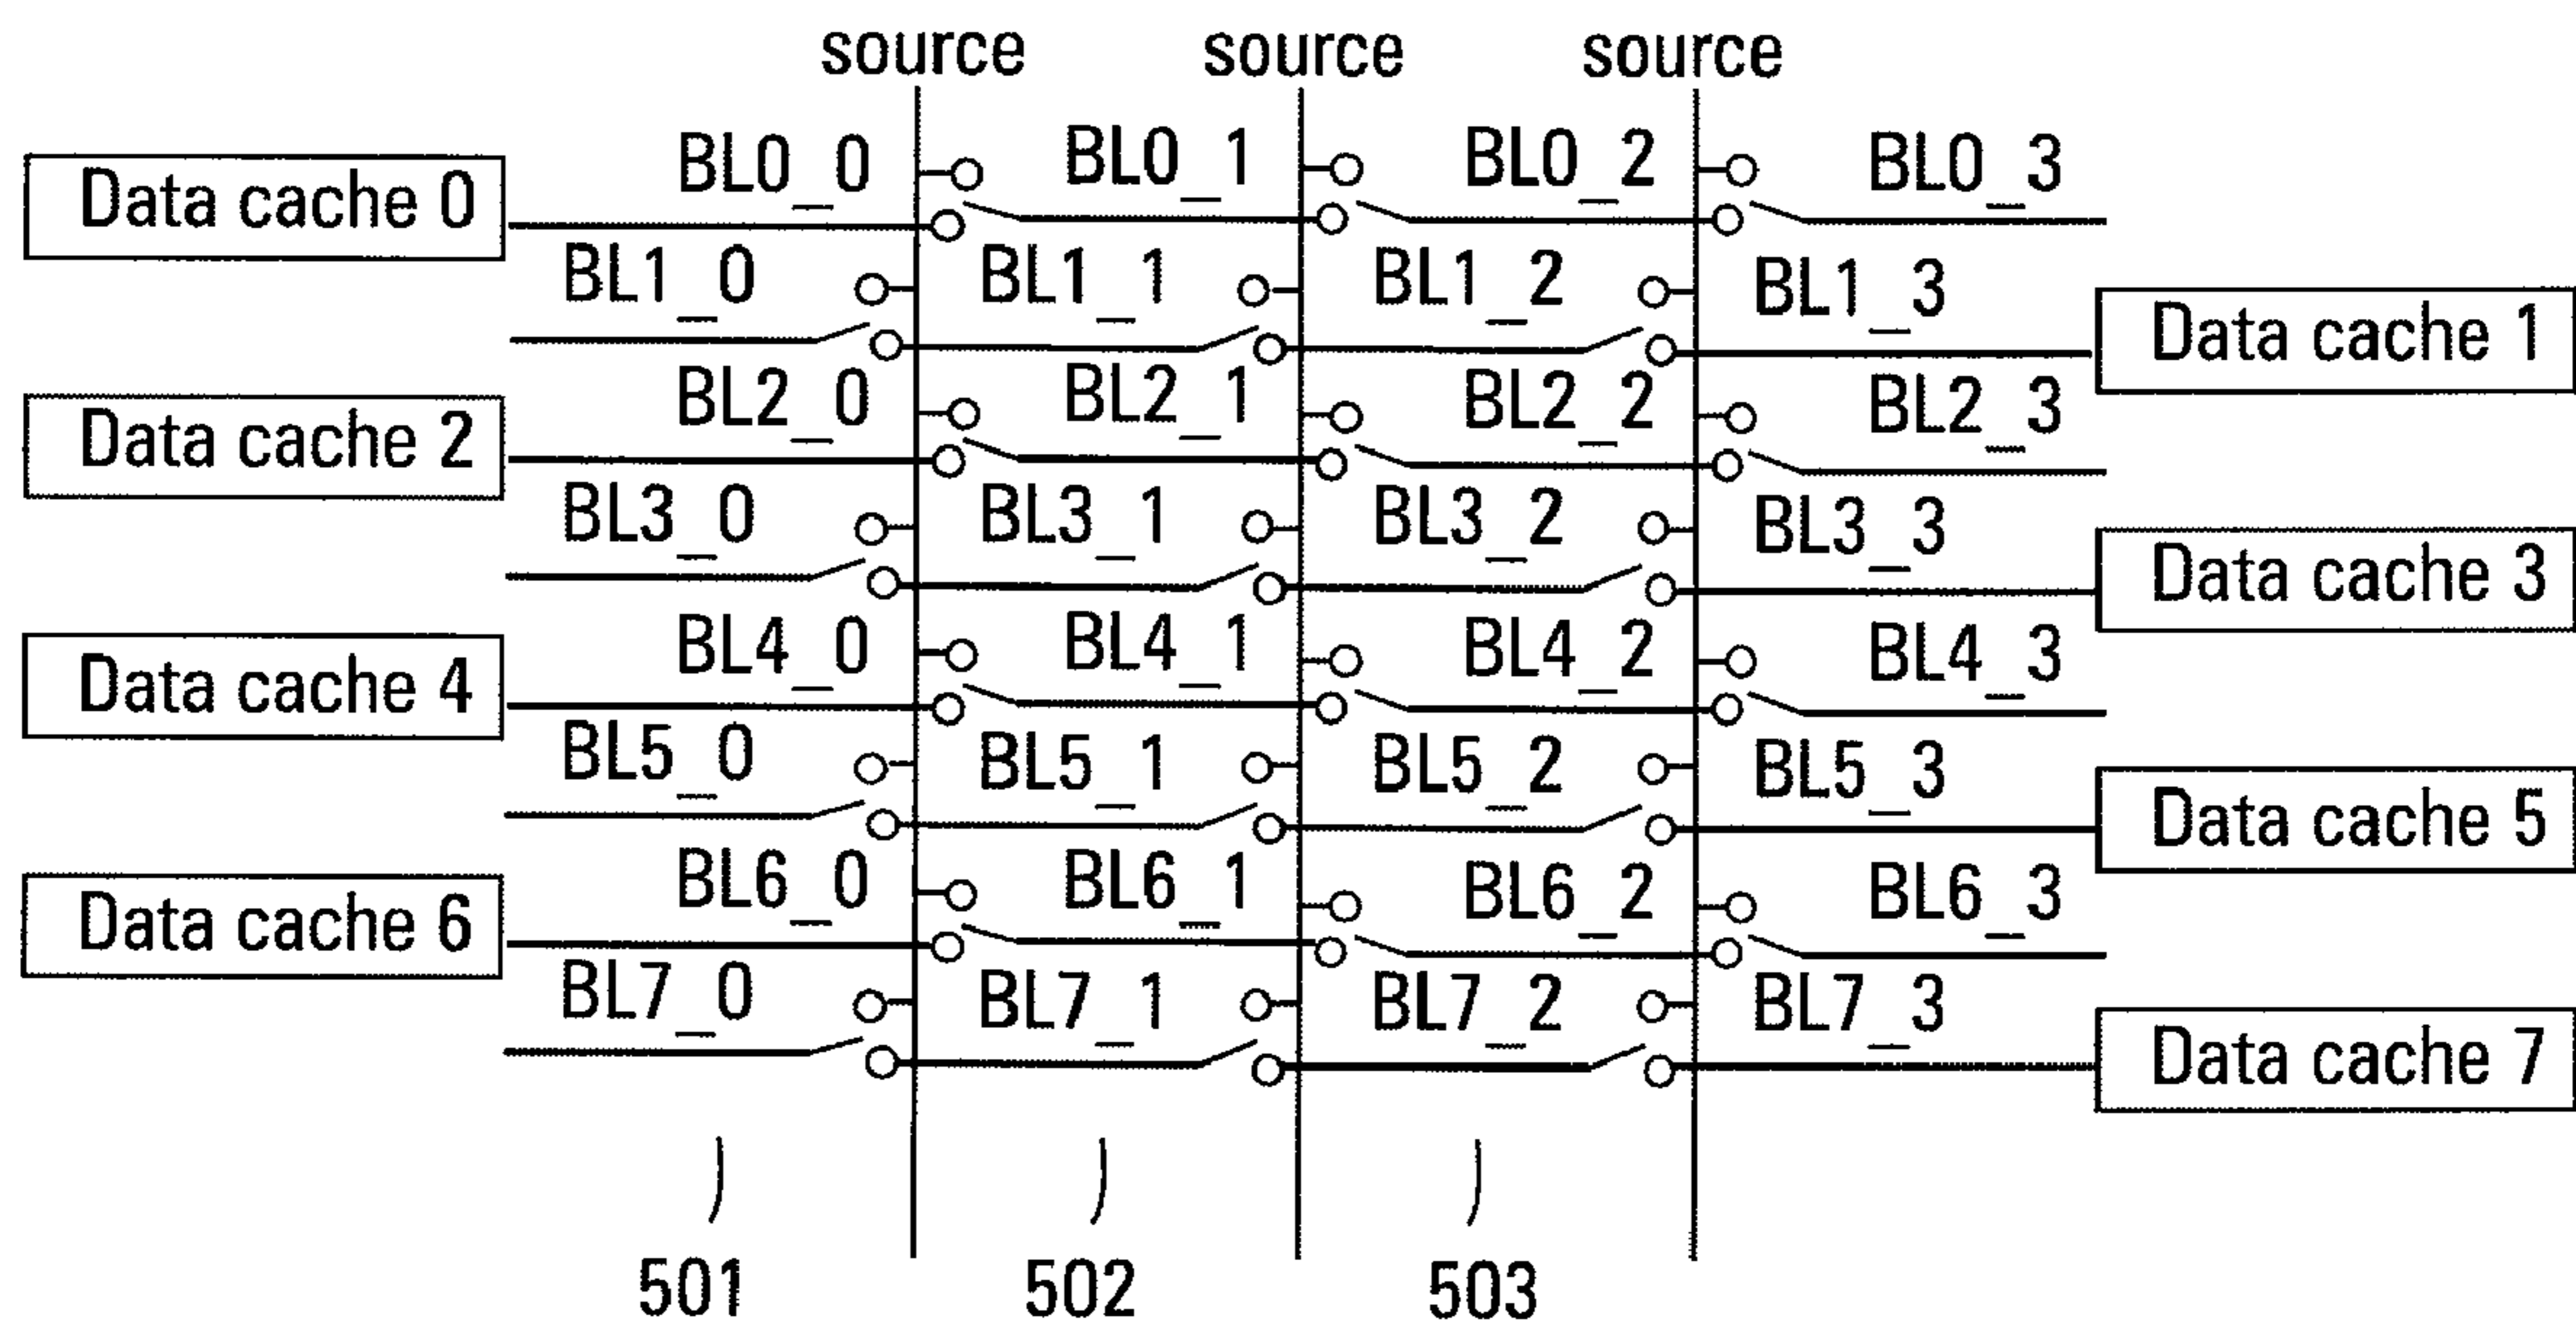 source source source
BL0_0 BL0_1 BL0_2 BL0_3
Data cache 0
BL1_0 BL1_1 BL1_2 BL1_3
Data cache 1
BL2_0 BL2_1 BL2_2 BL2_3
Data cache 2
BL3_0 BL3_1 BL3_2 BL3_3
Data cache 3
BL4_0 BL4_1 BL4_2 BL4_3
Data cache 4
BL5_0 BL5_1 BL5_2 BL5_3
Data cache 5
BL6_0 BL6_1 BL6_2 BL6_3
Data cache 6
BL7_0 BL7_1 BL7_2 BL7_3
Data cache 7
501 502 503